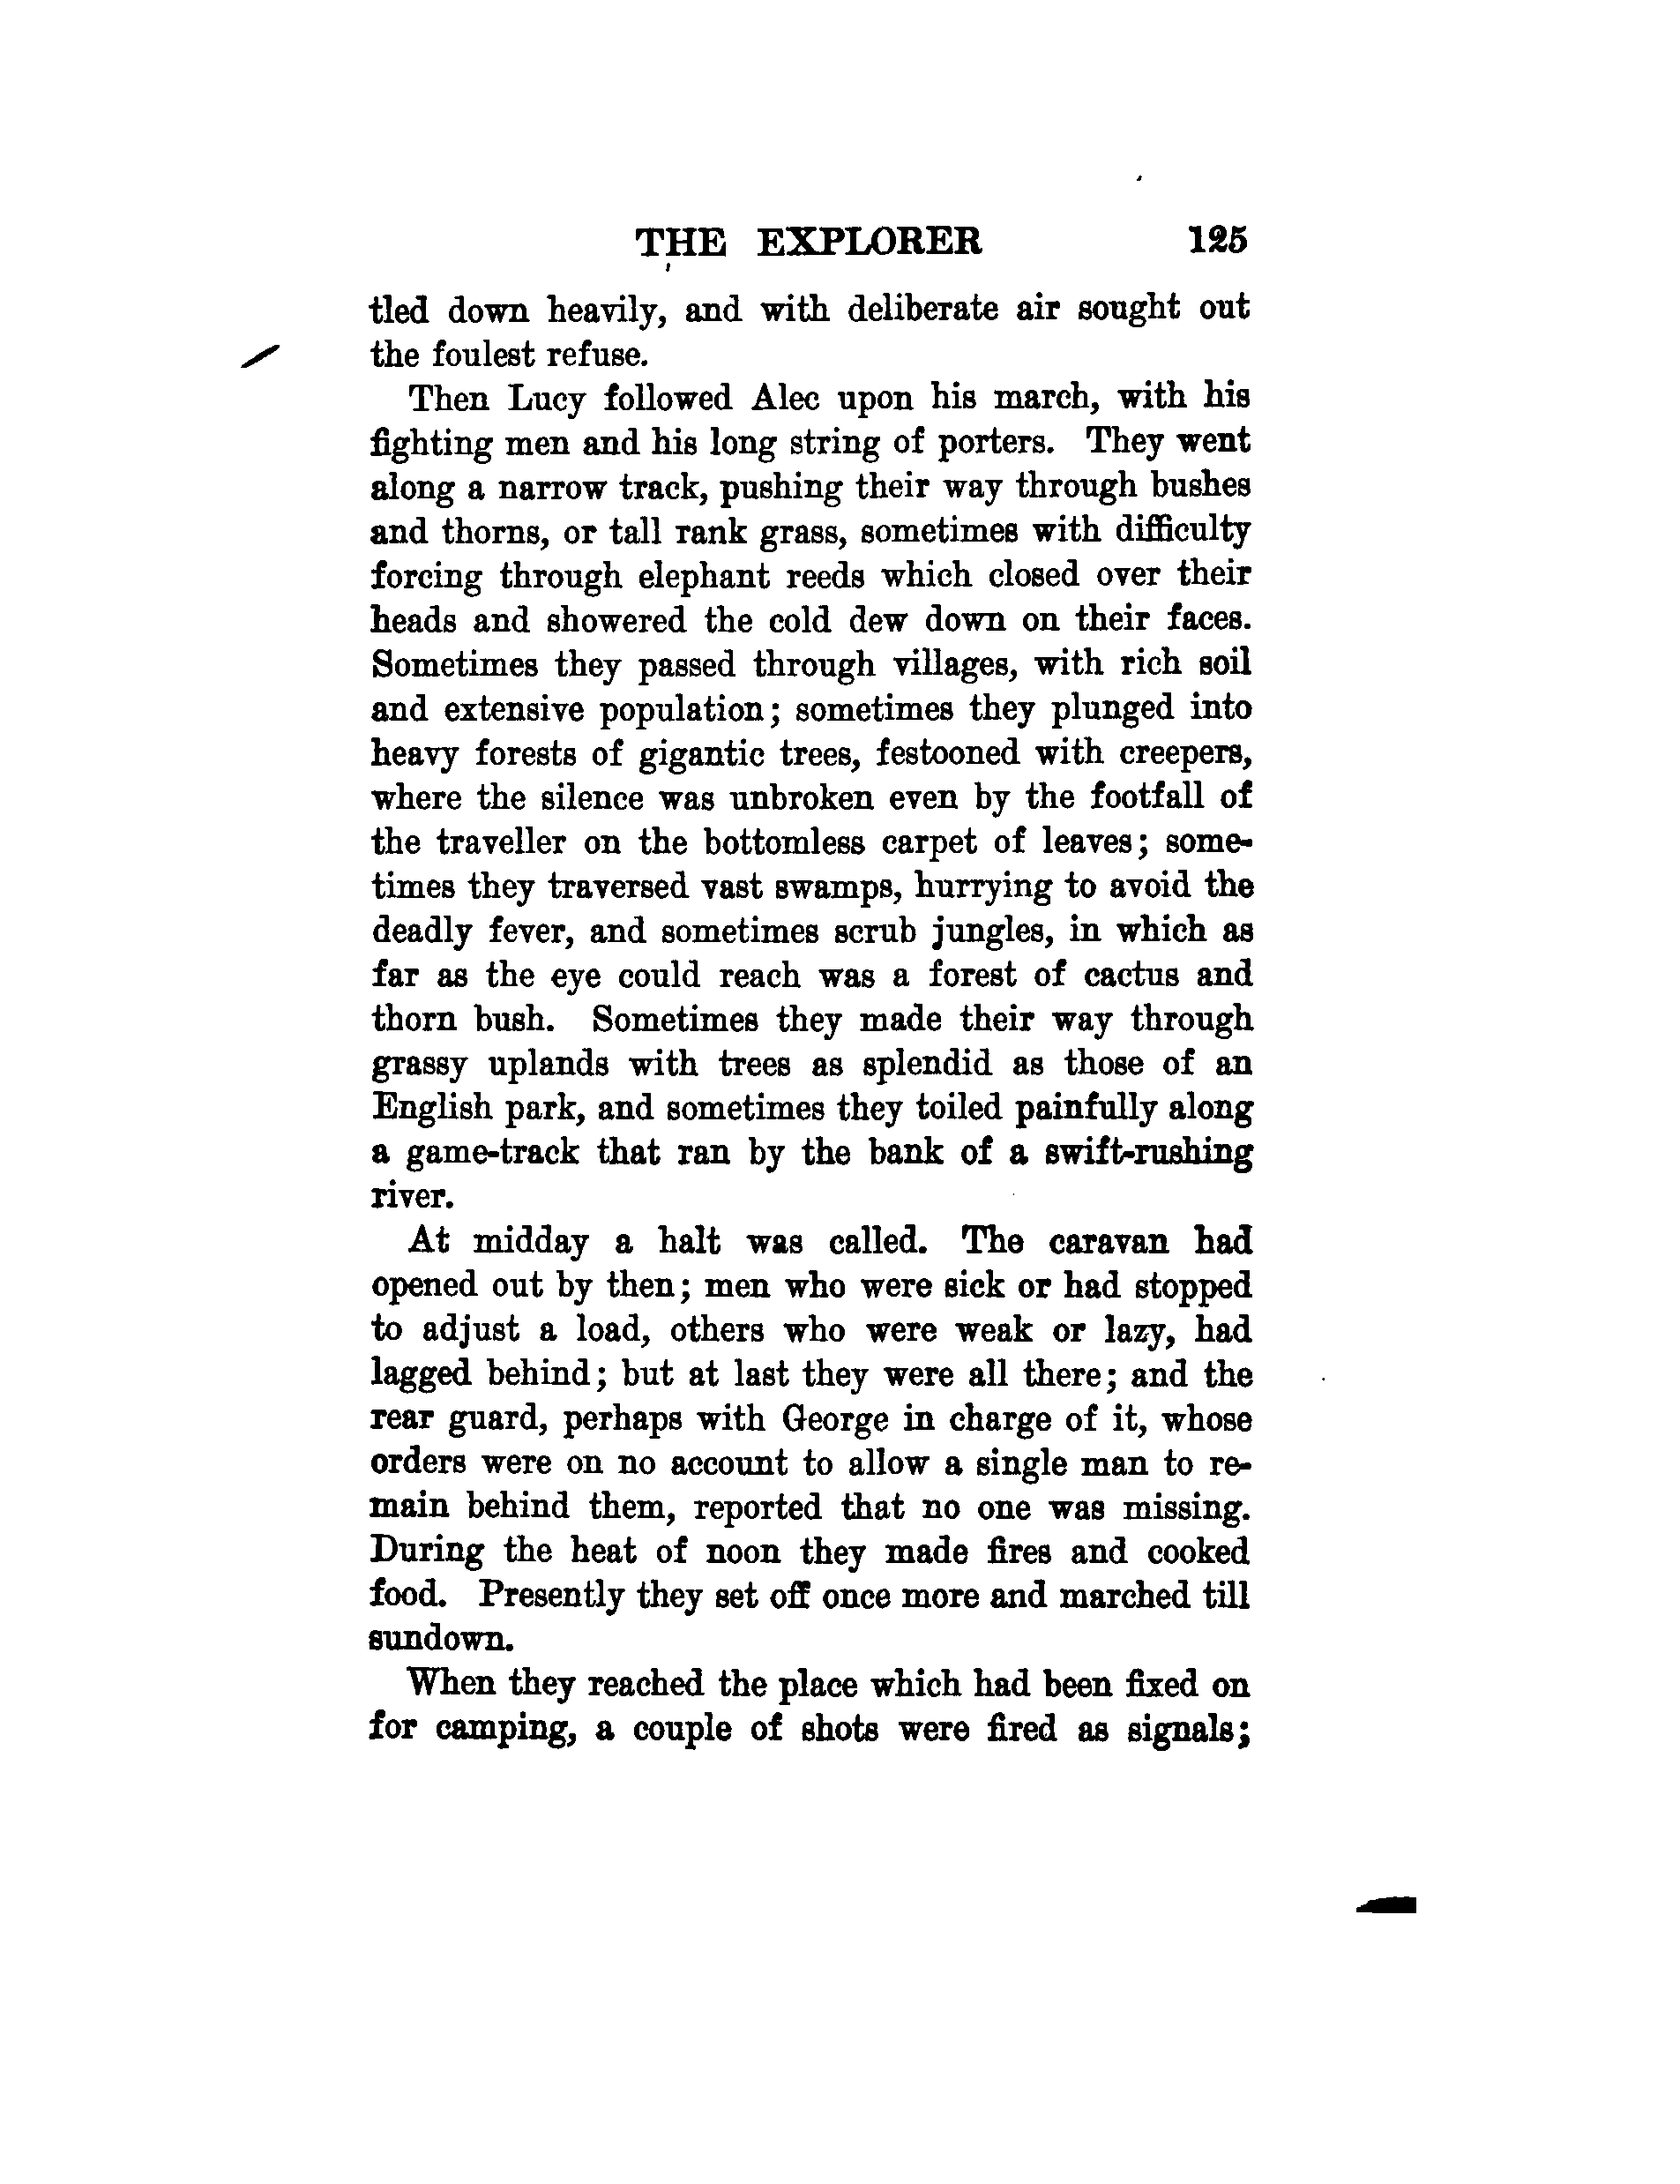 THE EXPLORER 125
tled down heavily, and with deliberate air sought out
the foulest refuse.
Then Lucy followed Alec upon his march, with his
fighting men and his long string of porters. They went
along a narrow track, pushing their way through bushes
and thorns, or tall rank grass, sometimes with difficulty
forcing through elephant reeds which closed over their
heads and showered the cold dew down on their faces.
Sometimes they passed through villages, with rich soil
and extensive population; sometimes they plunged into
heavy forests of gigantic trees, festooned with creepers,
where the silence was unbroken even by the footfall of
the traveller on the bottomless carpet of leaves; some-
times they traversed vast swamps, hurrying to avoid the
deadly fever, and sometimes scrub jungles, in which as
far as the eye could reach was a forest of cactus and
thorn bush. Sometimes they made their way through
grassy uplands with trees as splendid as those of an
English park, and sometimes they toiled painfully along
a game-track that ran by the bank of a swift-rushing
river.
At midday a halt was called. The caravan had
opened out by then; men who were sick or had stopped
to adjust a load, others who were weak or lazy, had
lagged behind; but at last they were all there; and the
rear guard, perhaps with George in charge of it, whose
orders were on no account to allow a single man to re-
main behind them, reported that no one was missing.
During the heat of noon they made fires and cooked
food. Presently they set off once more and marched till
sundown.
When they reached the place which had been fixed on
for camping, a couple of shots were fired as signals;